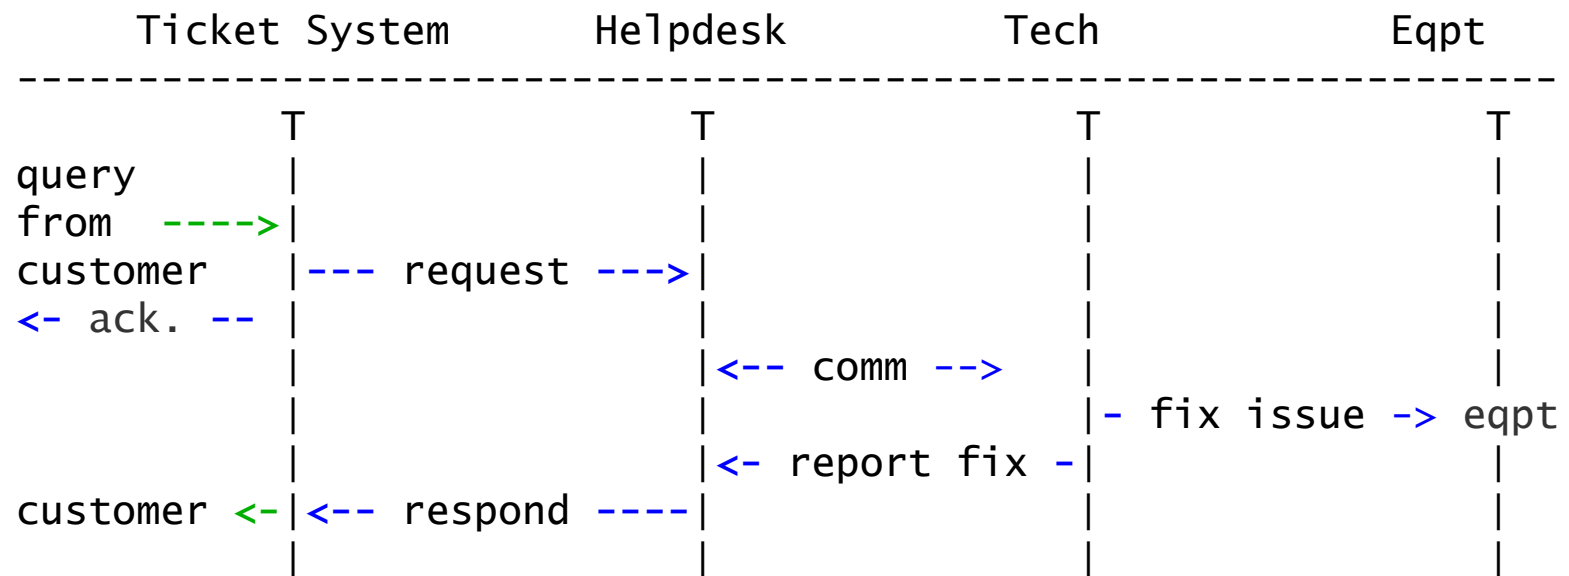 Ticket System Helpdesk Tech Eqpt
-----------------------------------------------------------------
T T T T
query | | | |
from ---->| | | |
customer |--- request --->| | |
<- ack. -- | | | |
| |<-- comm --> | |
| | |- fix issue -> eqpt
| |<- report fix -| |
customer <-|<-- respond ----| | |
| | | |